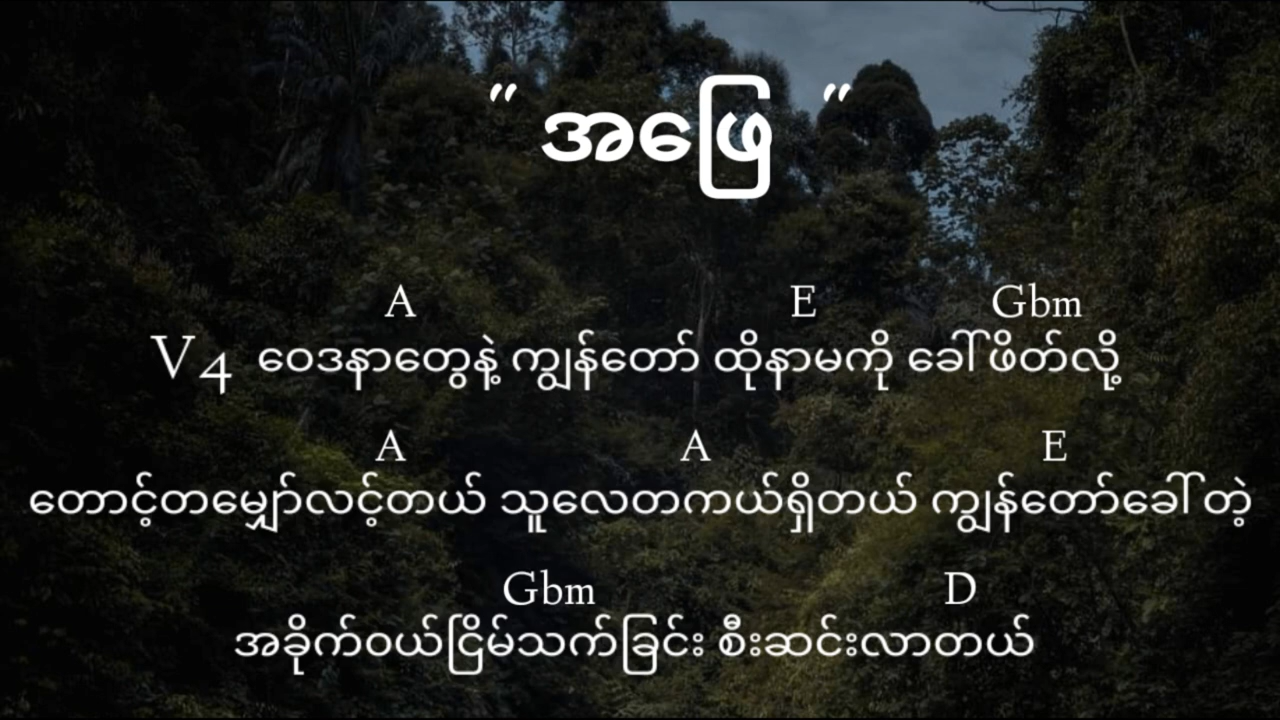 " အဖြေ "
A E Gbm
V4 ဝေဒနာတွေနဲ့ ကျွန်တော် ထိုနာမကို ခေါ်ဖိတ်လို့
A A E
တောင့်တမျှော်လင့်တယ် သူလေတကယ်ရှိတယ် ကျွန်တော်ခေါ်တဲ့
Gbm D
အခိုက်ဝယ်ငြိမ်သက်ခြင်း စီးဆင်းလာတယ်